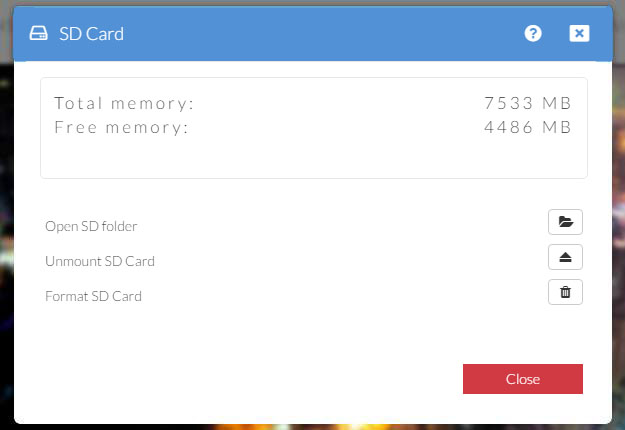 SD Card
Total memory: 7533 MB
Free memory: 4486 MB
Open SD folder
Unmount SD Card
Format SD Card
Close